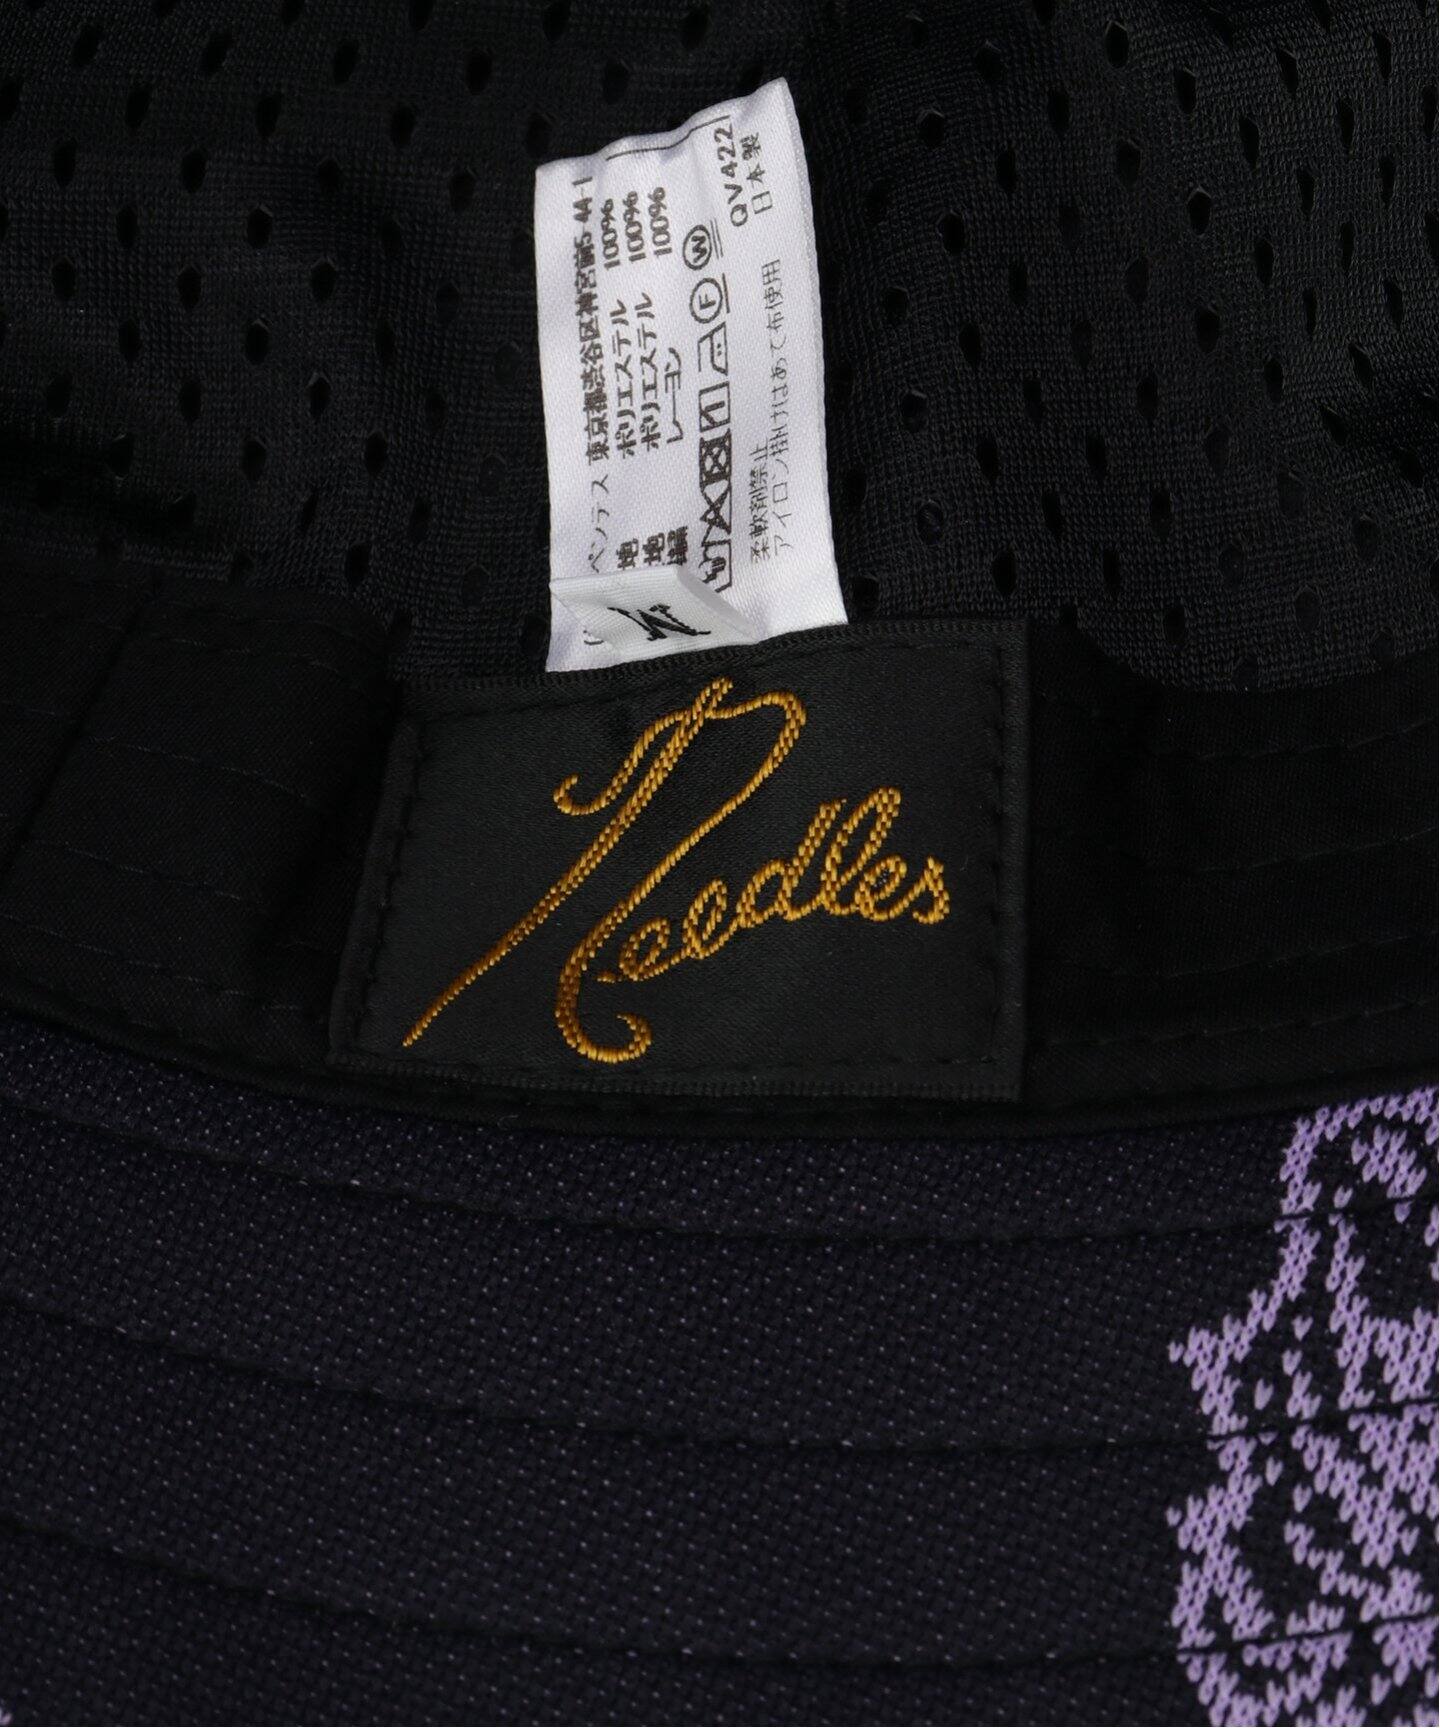 ペンテース 東京都渋谷区神宮前5-44-1
地 ポリエステル 100%
地 ポリエステル 100%
レーヨン 100%
F W
柔軟剤禁止
アイロン掛けはあて布使用
QV422
日本製
M
Needles